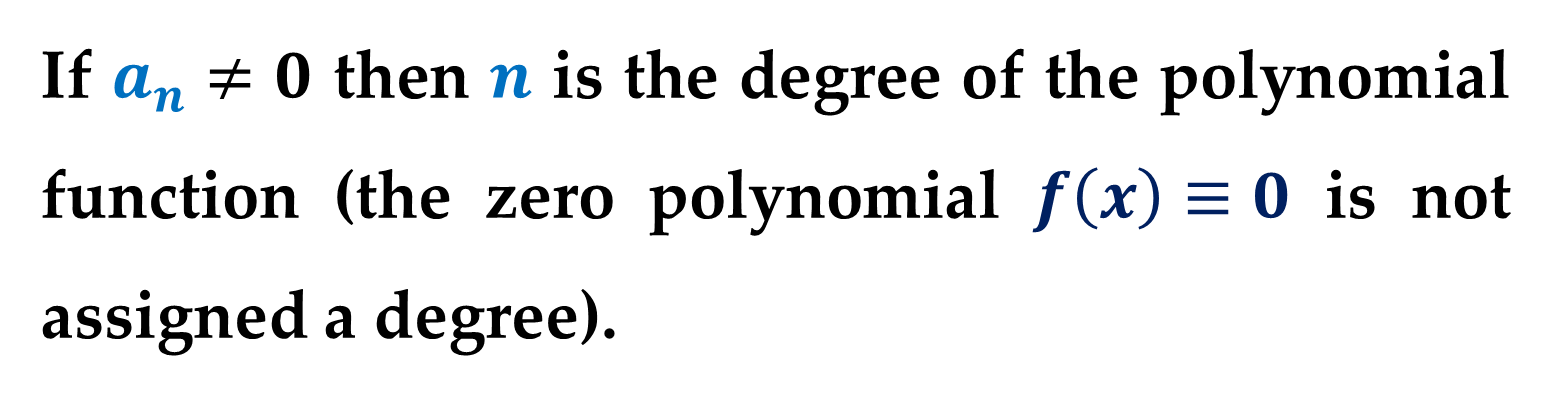 If aₙ ≠ 0 then n is the degree of the polynomial
function (the zero polynomial f(x) ≡ 0 is not
assigned a degree).